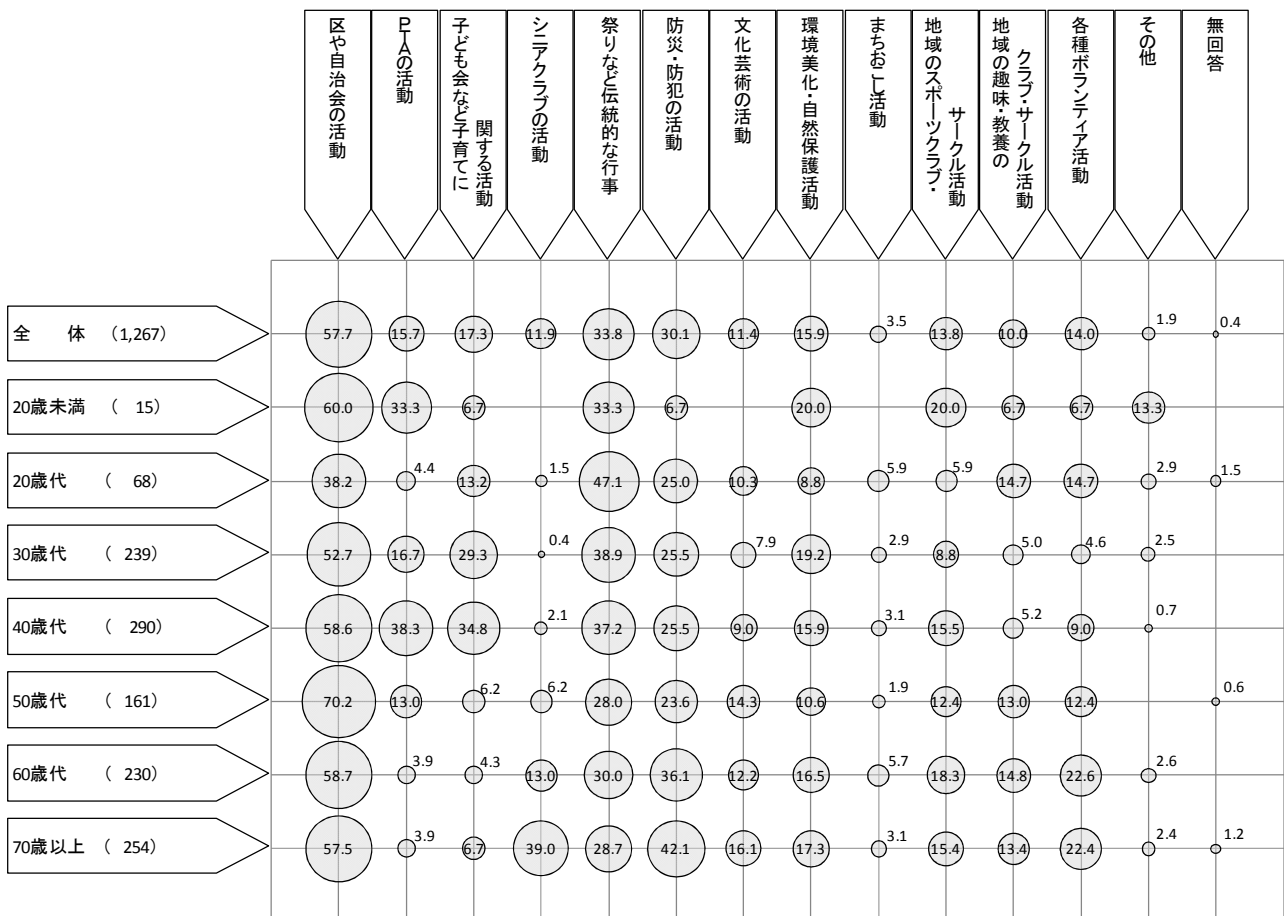 区や自治会の活動
PTAの活動
子ども会など子育てに
関する活動
シニアクラブの活動
祭りなど伝統的な行事
防災・防犯の活動
文化芸術の活動
環境美化・自然保護活動
まちおこし活動
地域のスポーツクラブ・
サークル活動
地域の趣味・教養の
クラブ・サークル活動
各種ボランティア活動
その他
無回答
全 体 （1,267） 57.7 15.7 17.3 11.9 33.8 30.1 11.4 15.9 3.5 13.8 10.0 14.0 1.9 0.4
20歳未満 （ 15） 60.0 33.3 6.7 33.3 6.7 20.0 20.0 6.7 6.7 13.3
20歳代 （ 68） 38.2 4.4 13.2 1.5 47.1 25.0 10.3 8.8 5.9 5.9 14.7 14.7 2.9 1.5
30歳代 （ 239） 52.7 16.7 29.3 0.4 38.9 25.5 7.9 19.2 2.9 8.8 5.0 4.6 2.5
40歳代 （ 290） 58.6 38.3 34.8 2.1 37.2 25.5 9.0 15.9 3.1 15.5 5.2 9.0 0.7
50歳代 （ 161） 70.2 13.0 6.2 6.2 28.0 23.6 14.3 10.6 1.9 12.4 13.0 12.4 0.6
60歳代 （ 230） 58.7 3.9 4.3 13.0 30.0 36.1 12.2 16.5 5.7 18.3 14.8 22.6 2.6
70歳以上 （ 254） 57.5 3.9 6.7 39.0 28.7 42.1 16.1 17.3 3.1 15.4 13.4 22.4 2.4 1.2